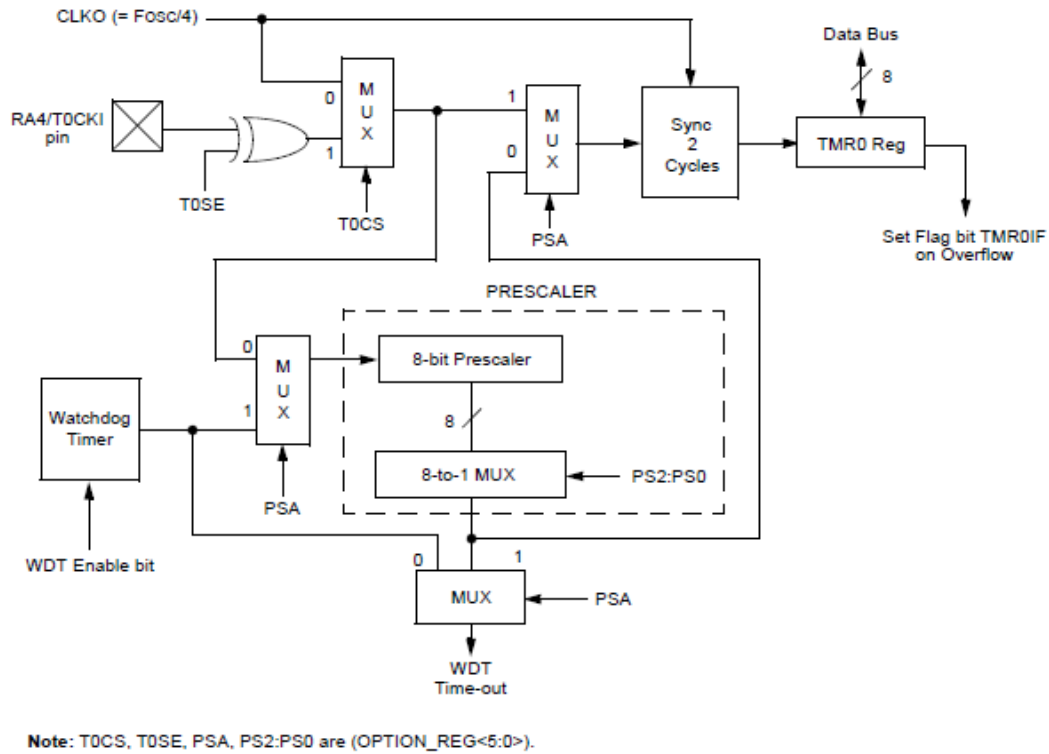 CLKO (= Fosc/4)
Data Bus
8
RA4/T0CKI
pin
0
1
M
U
X
T0SE
T0CS
1
0
M
U
X
PSA
Sync
2
Cycles
TMR0 Reg
Set Flag bit TMR0IF
on Overflow
PRESCALER
0
1
M
U
X
PSA
8-bit Prescaler
8
8-to-1 MUX
PS2:PS0
Watchdog
Timer
WDT Enable bit
0
1
MUX
PSA
WDT
Time-out
Note: T0CS, T0SE, PSA, PS2:PS0 are (OPTION_REG<5:0>).